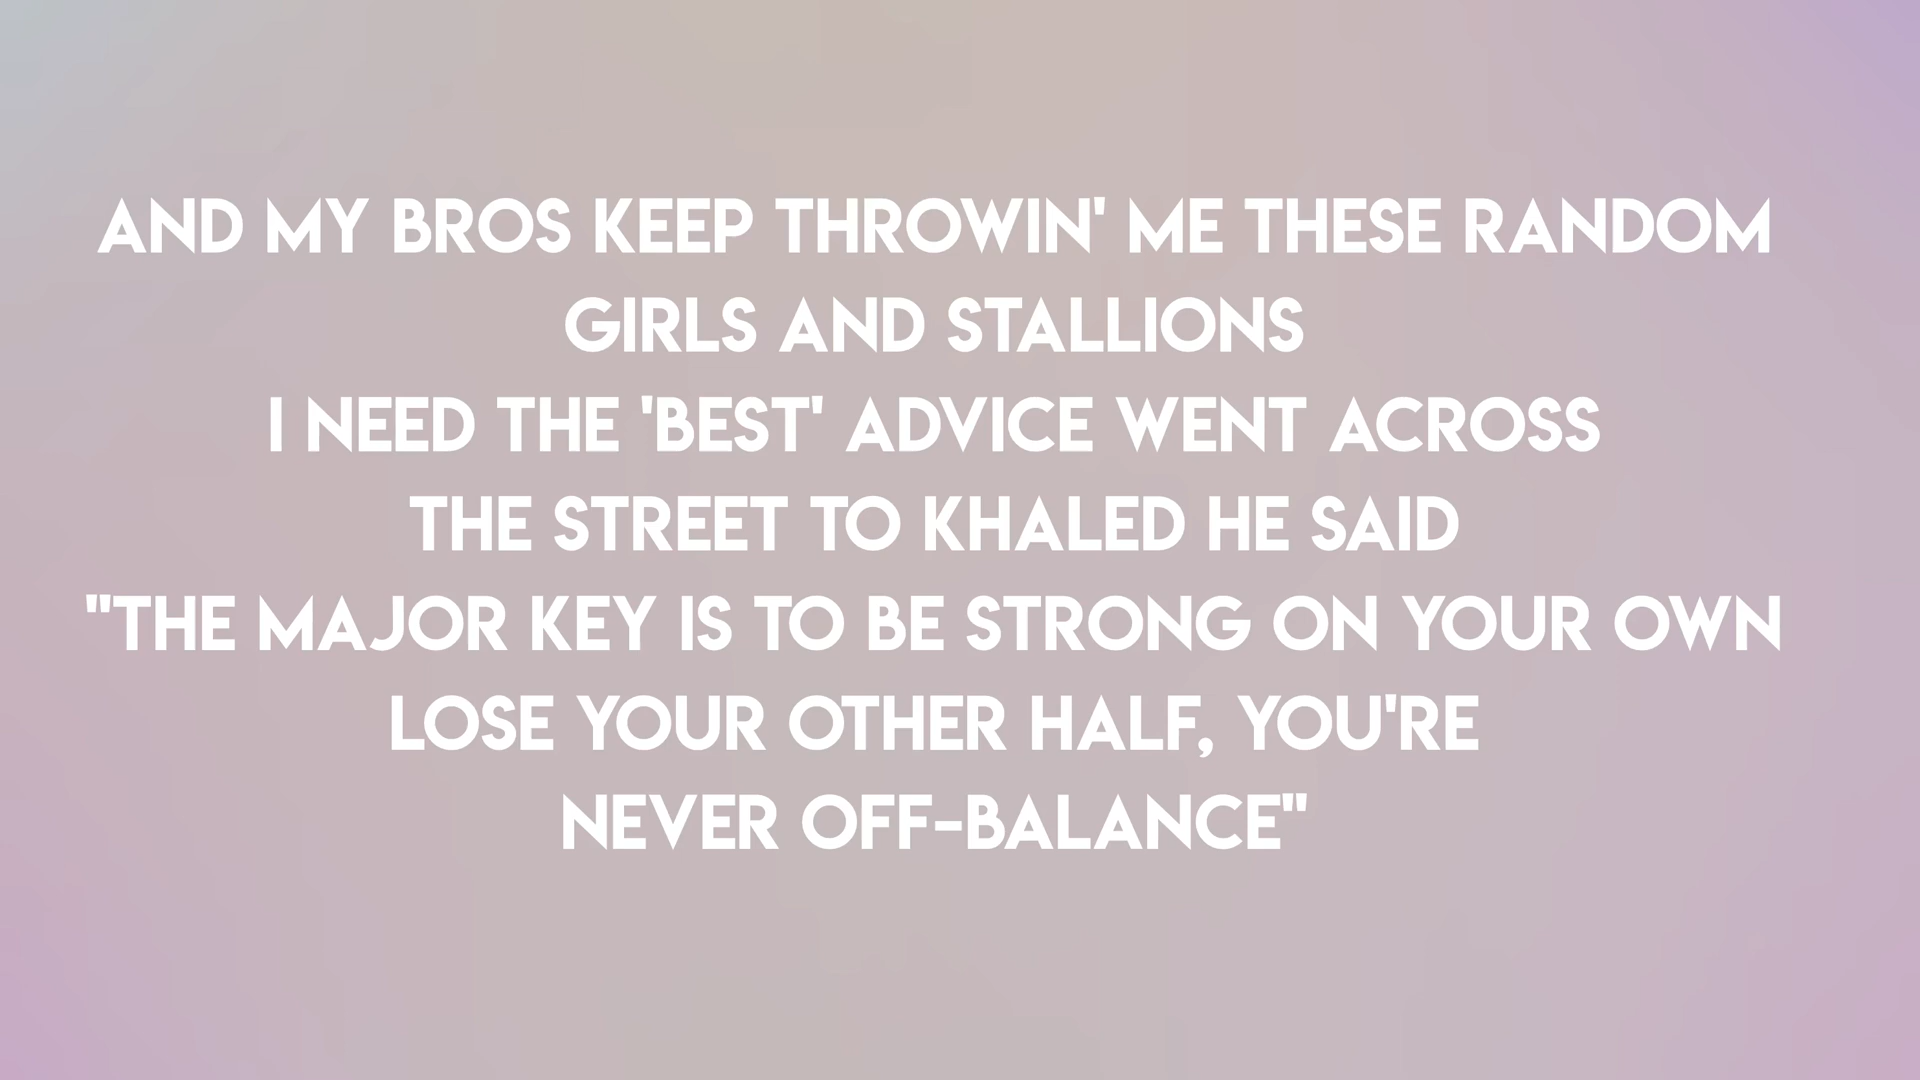 AND MY BROS KEEP THROWIN' ME THESE RANDOM
GIRLS AND STALLIONS
I NEED THE 'BEST' ADVICE WENT ACROSS
THE STREET TO KHALED HE SAID
"THE MAJOR KEY IS TO BE STRONG ON YOUR OWN
LOSE YOUR OTHER HALF, YOU'RE
NEVER OFF-BALANCE"